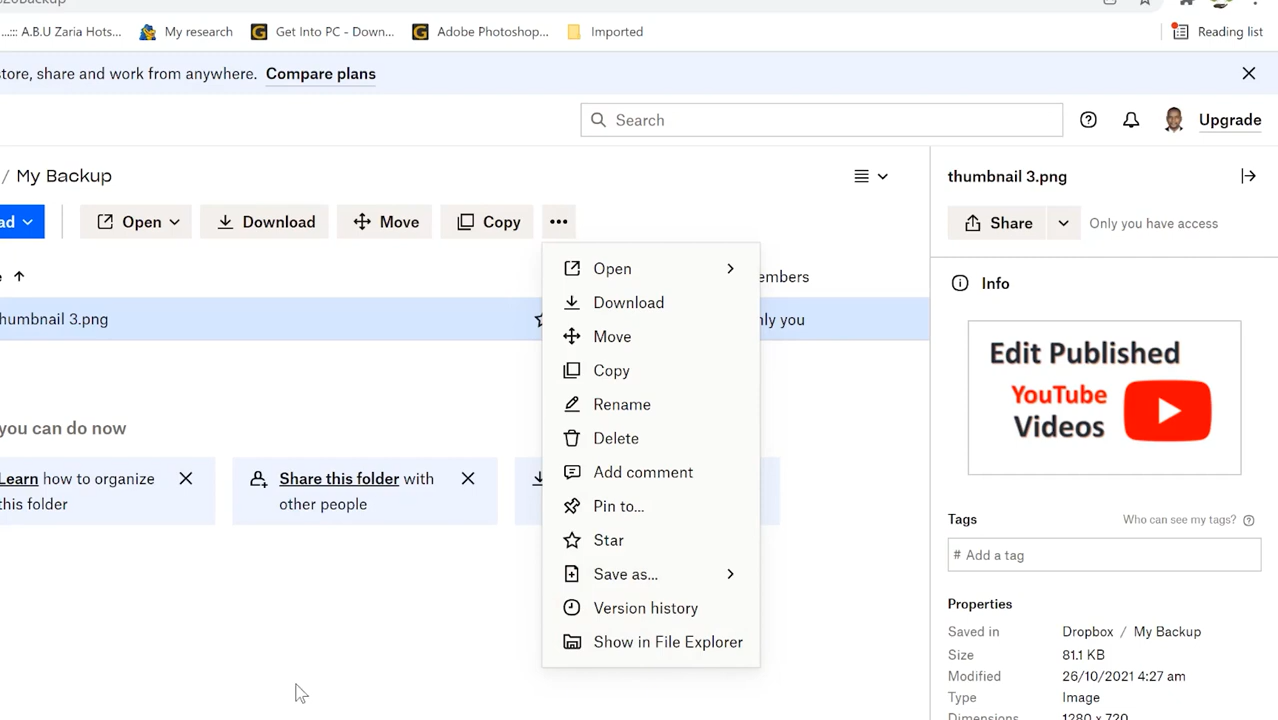 Backup
..::: A.B.U Zaria Hots...
My research
Get Into PC - Down...
Adobe Photoshop...
Imported
Reading list
tore, share and work from anywhere. Compare plans
Search
Upgrade
/ My Backup
ad
Open
Download
Move
Copy
•••
embers
humbnail 3.png
nly you
Open
Download
Move
Copy
Rename
Delete
Add comment
Pin to...
Star
Save as...
Version history
Show in File Explorer
you can do now
Learn how to organize
this folder
Share this folder with
other people
thumbnail 3.png
Share
Only you have access
Info
Edit Published
YouTube
Videos
Tags
Who can see my tags?
# Add a tag
Properties
Saved in Dropbox / My Backup
Size 81.1 KB
Modified 26/10/2021 4:27 am
Type Image
Dimensions 1280 x 720